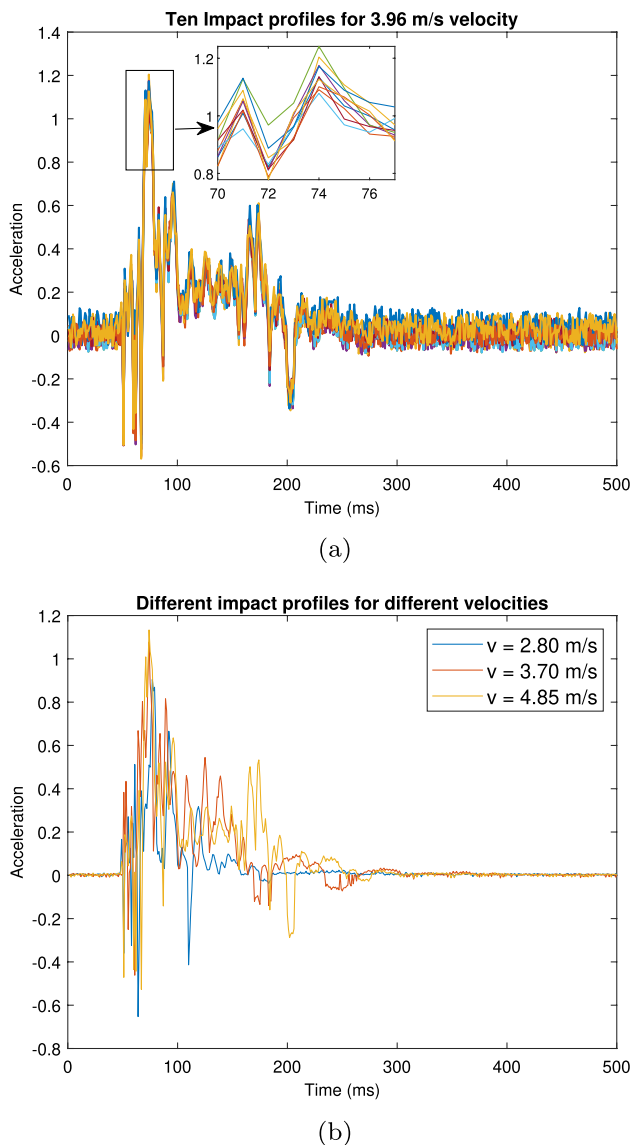 Ten Impact profiles for 3.96 m/s velocity
1.4
1.2
1
0.8
0.6
0.4
0.2
0
-0.2
-0.4
-0.6
Acceleration
1.2
1
0.8
70 72 74 76
0 100 200 300 400 500
Time (ms)
(a)
Different impact profiles for different velocities
1.2
1
0.8
0.6
0.4
0.2
0
-0.2
-0.4
-0.6
-0.8
Acceleration
v = 2.80 m/s
v = 3.70 m/s
v = 4.85 m/s
0 100 200 300 400 500
Time (ms)
(b)